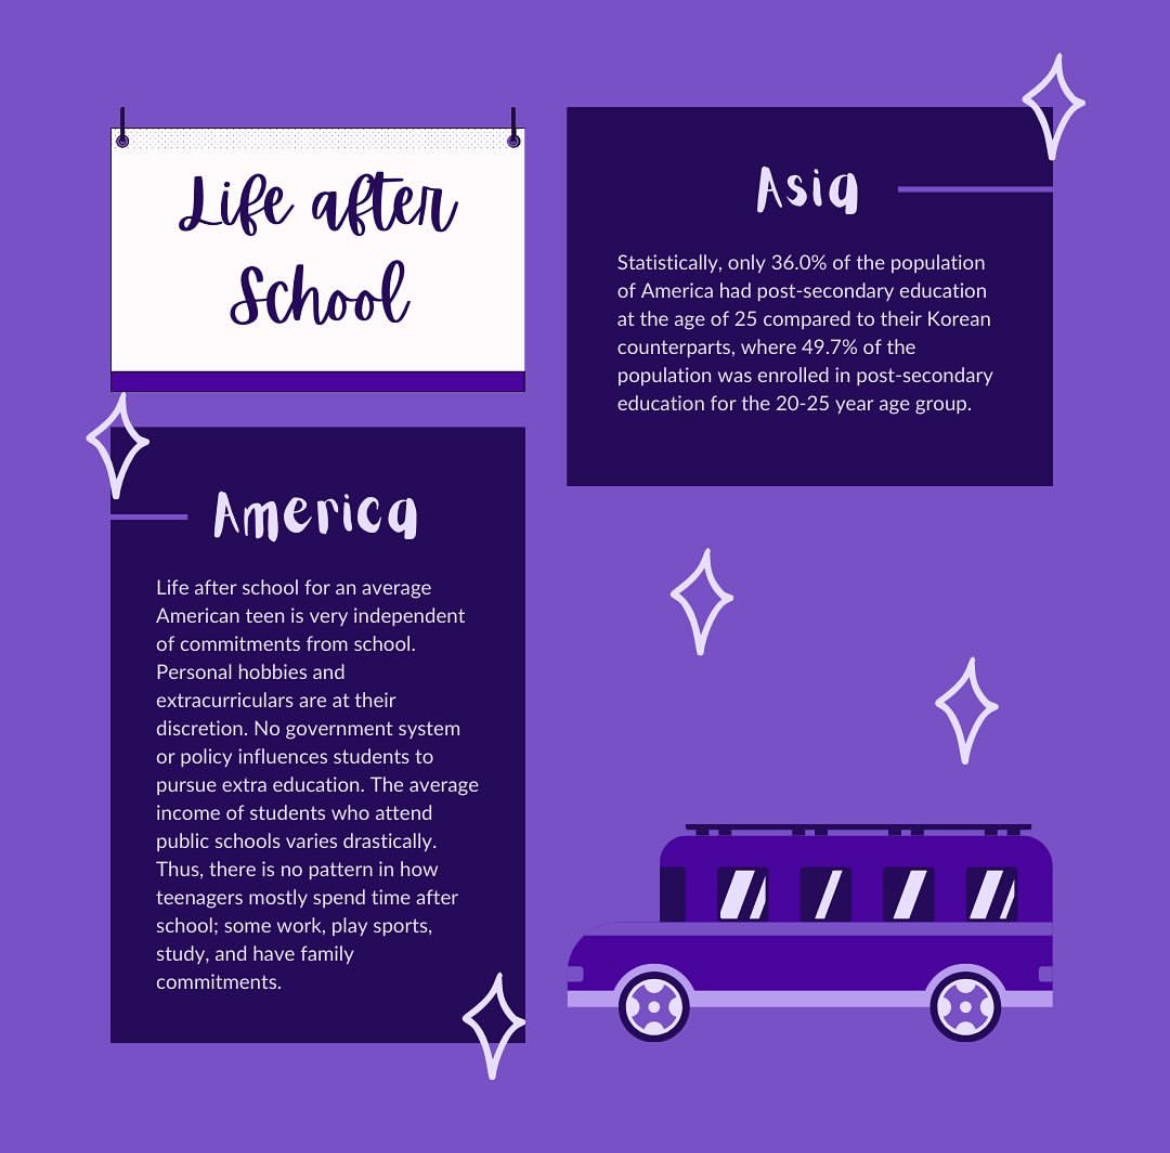 Life after
School
America
Life after school for an average
American teen is very independent
of commitments from school.
Personal hobbies and
extracurriculars are at their
discretion. No government system
or policy influences students to
pursue extra education. The average
income of students who attend
public schools varies drastically.
Thus, there is no pattern in how
teenagers mostly spend time after
school; some work, play sports,
study, and have family
commitments.
Asia
Statistically, only 36.0% of the population
of America had post-secondary education
at the age of 25 compared to their Korean
counterparts, where 49.7% of the
population was enrolled in post-secondary
education for the 20-25 year age group.